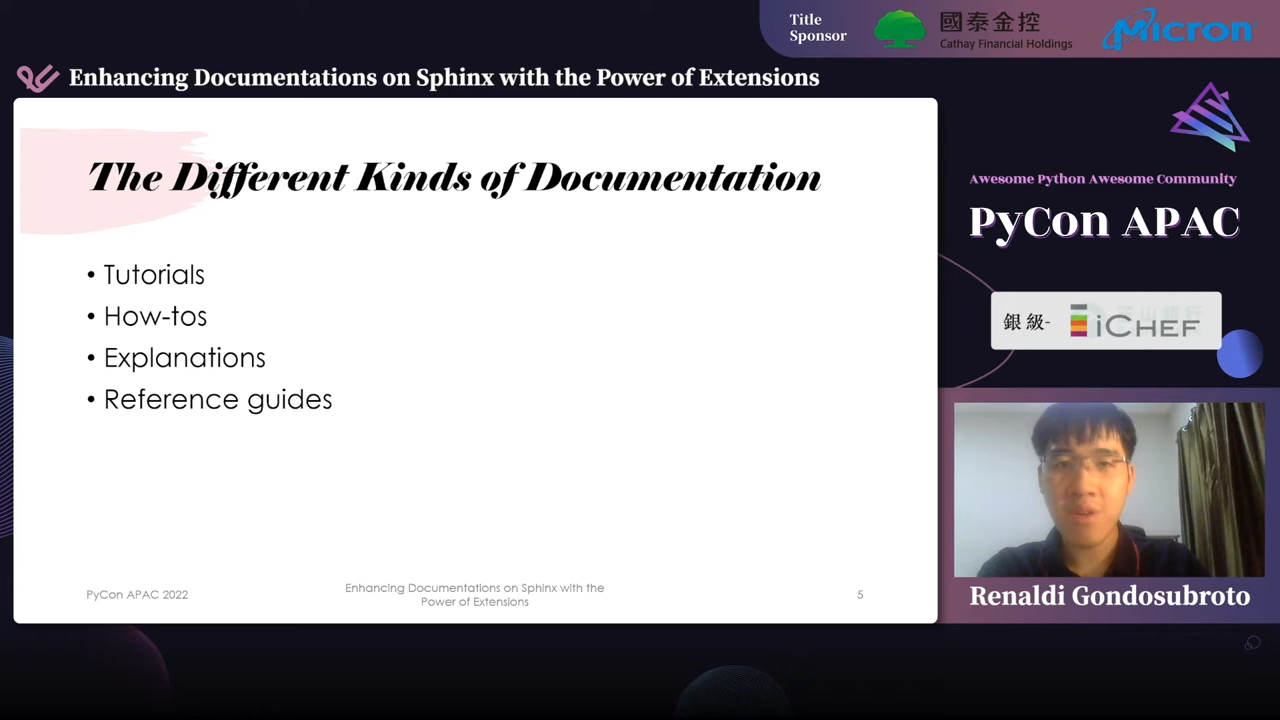 Title
Sponsor
國泰金控
Cathay Financial Holdings
Micron
Enhancing Documentations on Sphinx with the Power of Extensions
The Different Kinds of Documentation
• Tutorials
• How-tos
• Explanations
• Reference guides
PyCon APAC 2022
Enhancing Documentations on Sphinx with the
Power of Extensions
5
Awesome Python Awesome Community
PyCon APAC
銀級-
iCHEF
Renaldi Gondosubroto